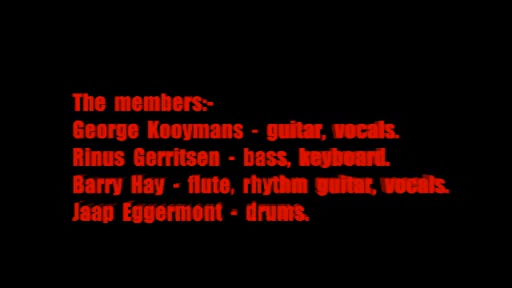 The members:-
George Kooymans - guitar, vocals.
Rinus Gerritsen - bass, keyboard.
Barry Hay - flute, rhythm guitar, vocals.
Jaap Eggermont - drums.